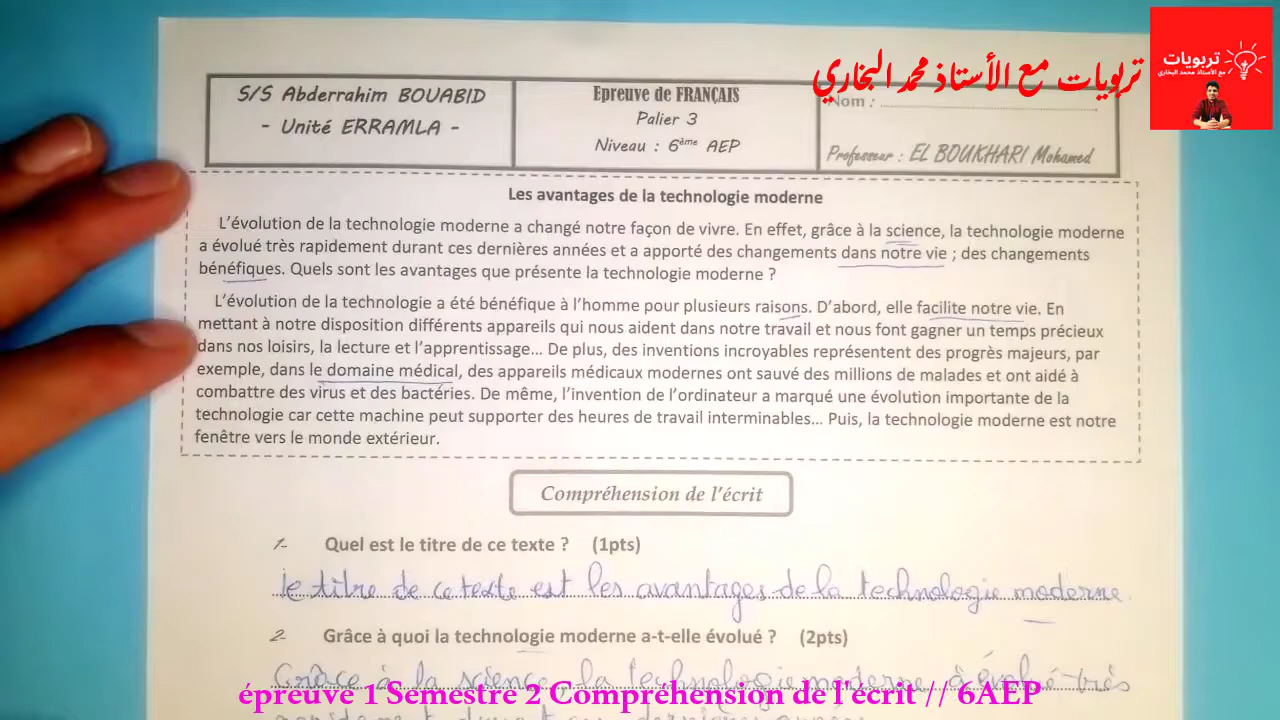 تربويات مع الأستاذ محمد البخاري
تربويات
مع الأستاذ محمد البخاري
S/S Abderrahim BOUABID
- Unité ERRAMLA -
Epreuve de FRANÇAIS
Palier 3
Niveau : 6ème AEP
Nom :
Professeur : EL BOUKHARI Mohamed
Les avantages de la technologie moderne
L'évolution de la technologie moderne a changé notre façon de vivre. En effet, grâce à la science, la technologie moderne
a évolué très rapidement durant ces dernières années et a apporté des changements dans notre vie ; des changements
bénéfiques. Quels sont les avantages que présente la technologie moderne ?
L'évolution de la technologie a été bénéfique à l'homme pour plusieurs raisons. D'abord, elle facilite notre vie. En
mettant à notre disposition différents appareils qui nous aident dans notre travail et nous font gagner un temps précieux
dans nos loisirs, la lecture et l'apprentissage... De plus, des inventions incroyables représentent des progrès majeurs, par
exemple, dans le domaine médical, des appareils médicaux modernes ont sauvé des millions de malades et ont aidé à
combattre des virus et des bactéries. De même, l'invention de l'ordinateur a marqué une évolution importante de la
technologie car cette machine peut supporter des heures de travail interminables... Puis, la technologie moderne est notre
fenêtre vers le monde extérieur.
Compréhension de l'écrit
1- Quel est le titre de ce texte ? (1pts)
le titre de ce texte est les avantages de la technologie moderne.
2- Grâce à quoi la technologie moderne a-t-elle évolué ? (2pts)
Grâce à la science, la technologie moderne à évolué très
épreuve 1 Semestre 2 Compréhension de l'écrit // 6AEP